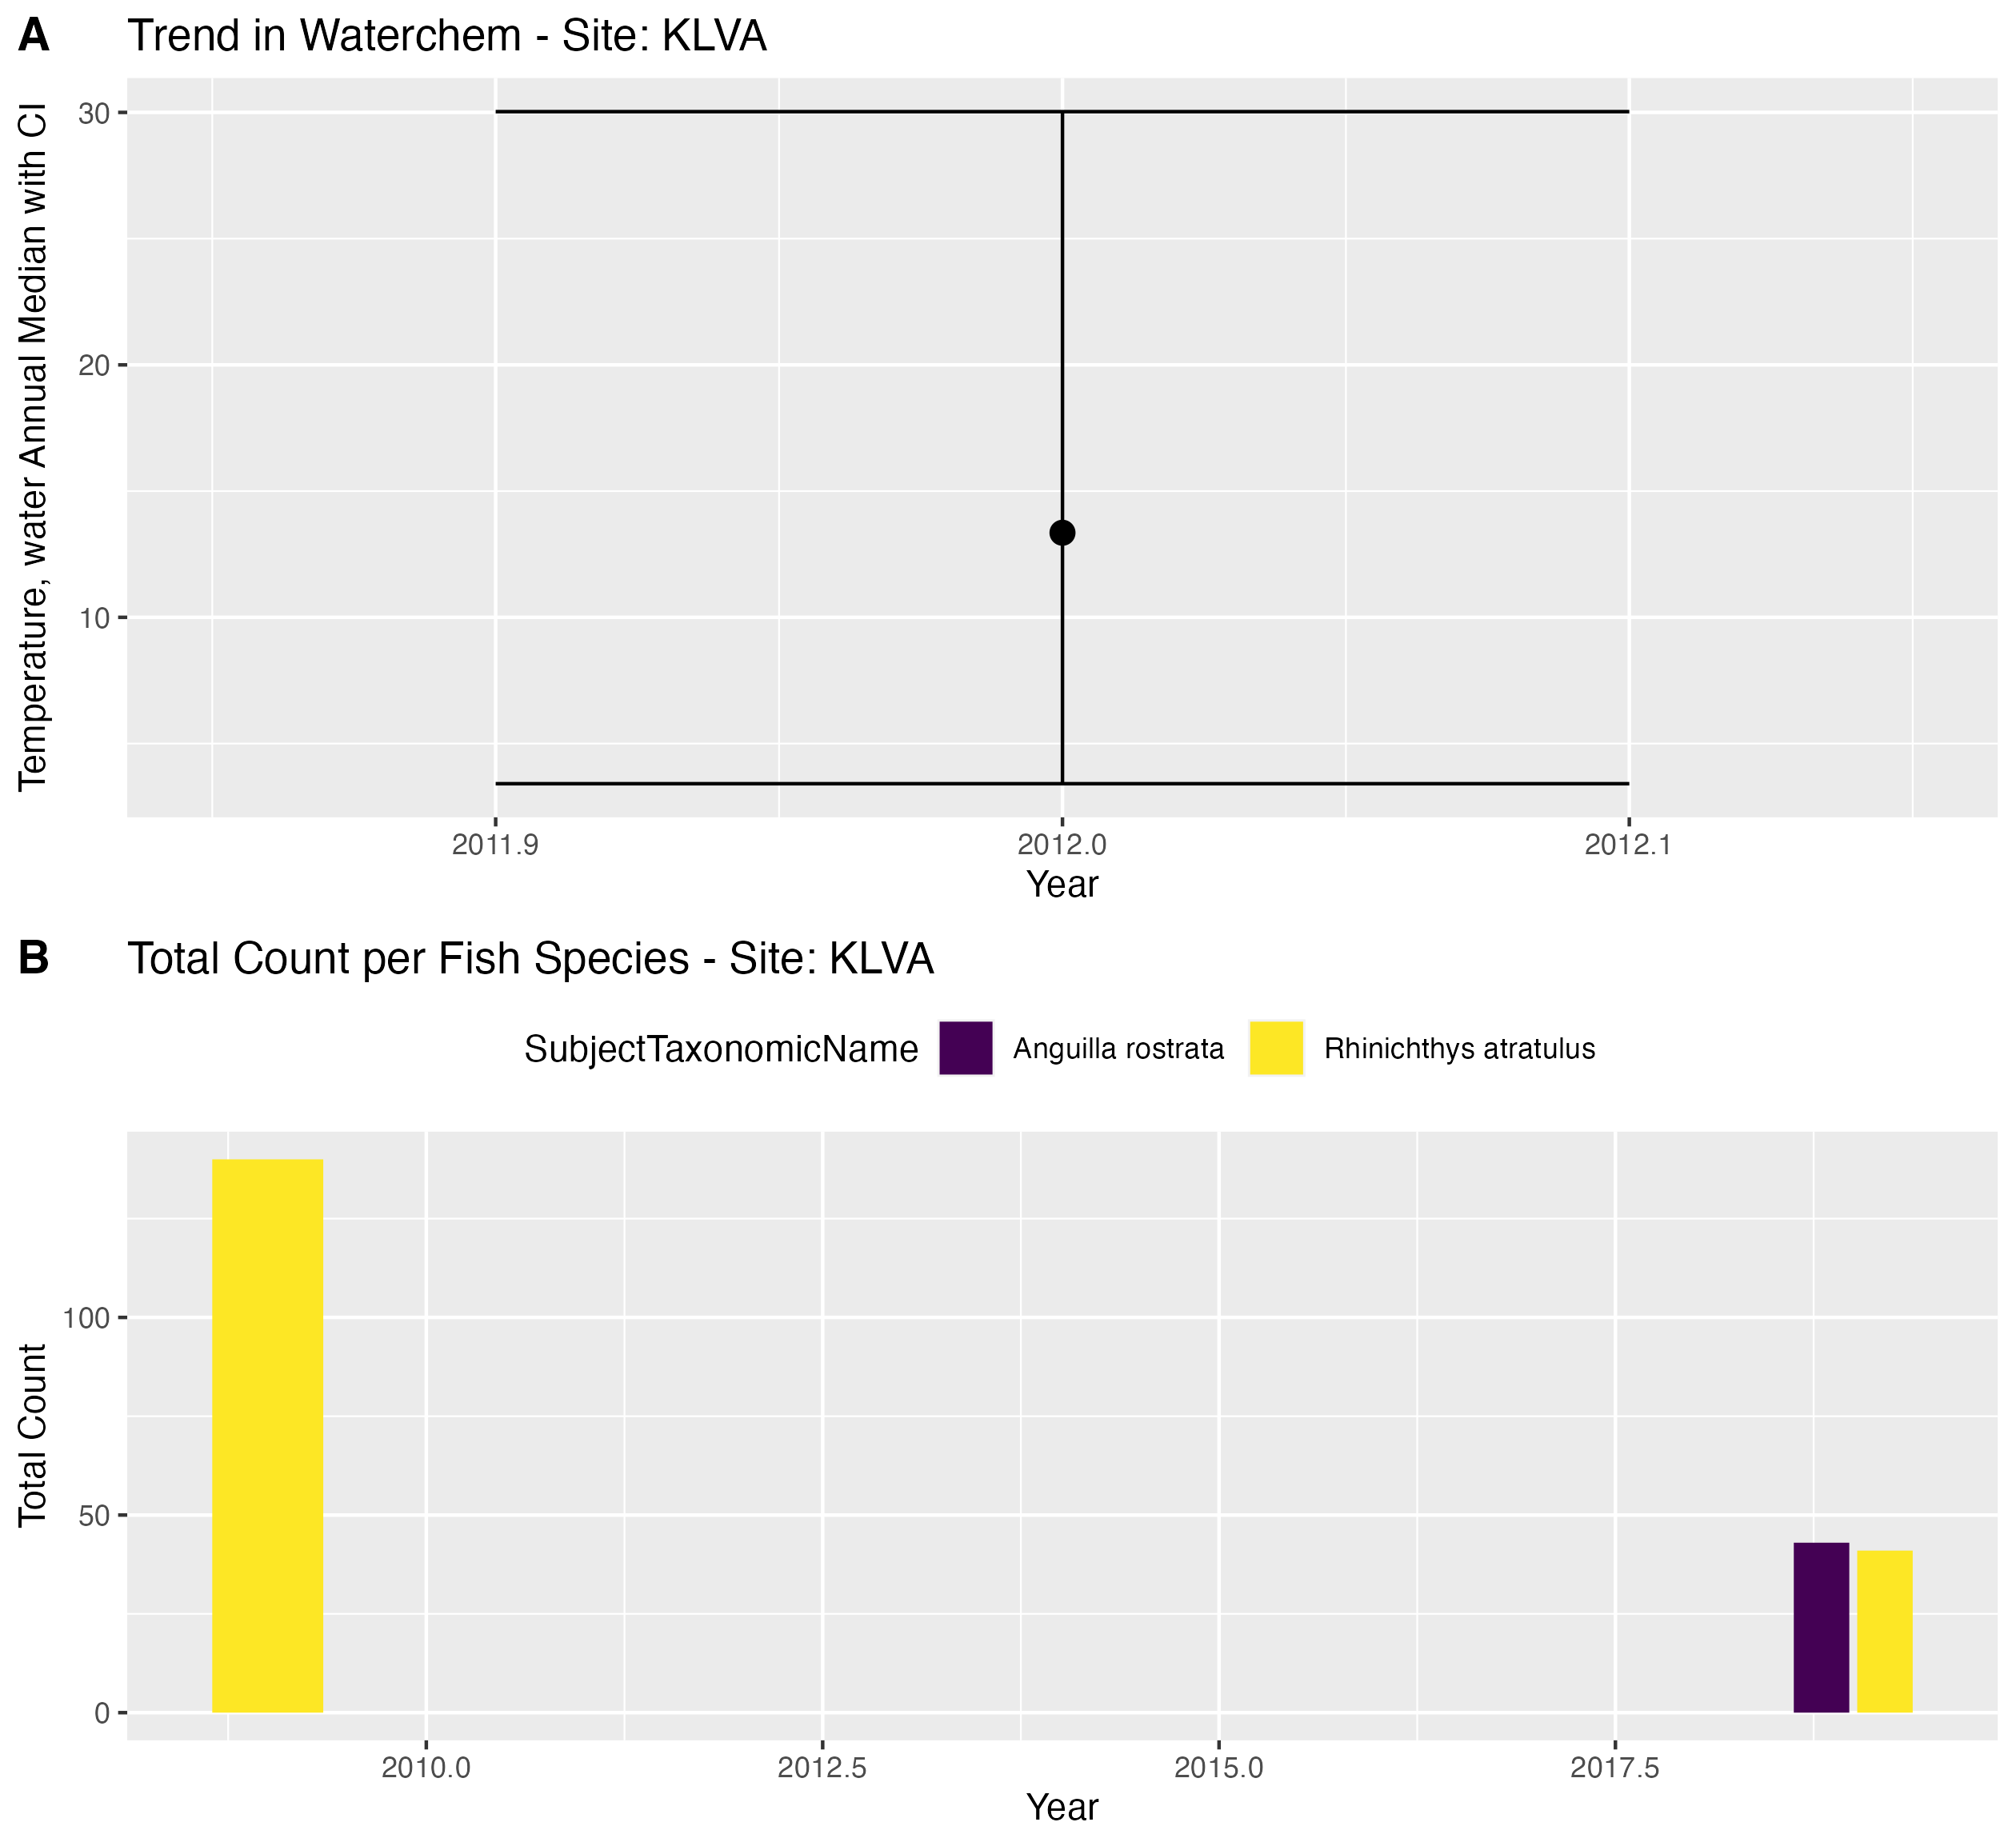 A Trend in Waterchem - Site: KLVA
Temperature, water Annual Median with CI
30
20
10
2011.9 2012.0 2012.1
Year
B Total Count per Fish Species - Site: KLVA
SubjectTaxonomicName Anguilla rostrata Rhinichthys atratulus
Total Count
100
50
0
2010.0 2012.5 2015.0 2017.5
Year